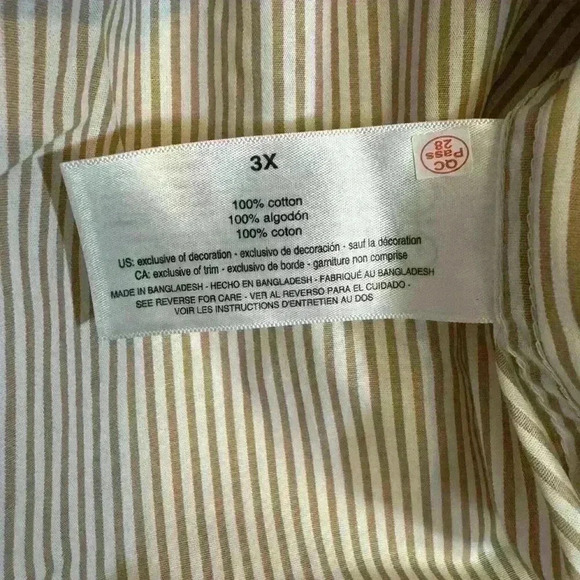 3X
QC
Pass
28
100% cotton
100% algodón
100% coton
US: exclusive of decoration - exclusivo de decoración - sauf la décoration
CA: exclusive of trim - exclusivo de borde - garniture non comprise
MADE IN BANGLADESH - HECHO EN BANGLADESH - FABRIQUÉ AU BANGLADESH
SEE REVERSE FOR CARE - VER AL REVERSO PARA EL CUIDADO -
VOIR LES INSTRUCTIONS D'ENTRETIEN AU DOS